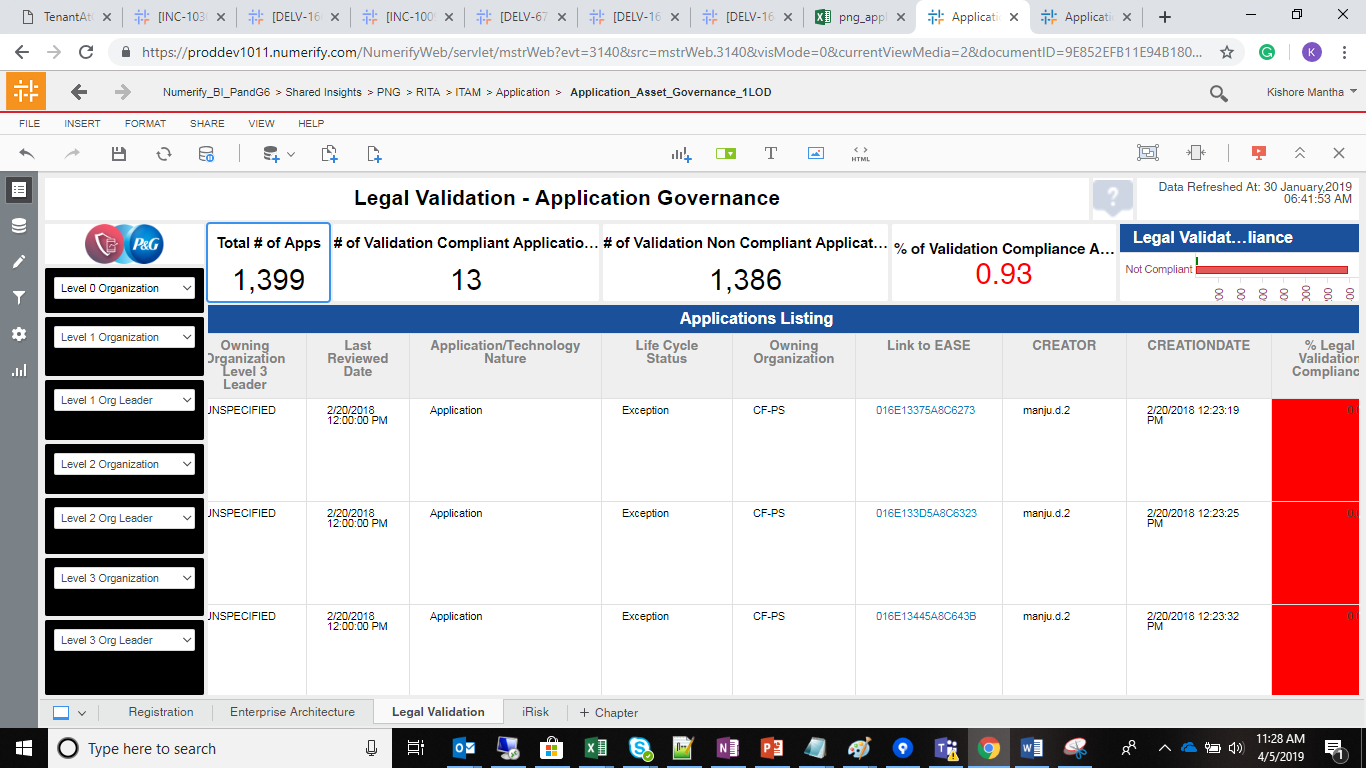 TenantAt
[INC-103
[DELV-16
[INC-100
[DELV-67
[DELV-16
[DELV-16
png_appl
Applicati
Applicati
https://proddev1011.numerify.com/NumerifyWeb/servlet/mstrWeb?evt=3140&src=mstrWeb.3140&visMode=0&currentViewMedia=2&documentID=9E852EFB11E94B180...
K
Numerify_BI_PandG6 > Shared Insights > PNG > RITA > ITAM > Application > Application_Asset_Governance_1LOD
Kishore Mantha
FILE INSERT FORMAT SHARE VIEW HELP
T
HTML
Legal Validation - Application Governance
?
Data Refreshed At: 30 January,2019
06:41:53 AM
P&G
Total # of Apps
1,399
# of Validation Compliant Applicatio...
13
# of Validation Non Compliant Applicat...
1,386
% of Validation Compliance A...
0.93
Legal Validat...liance
Not Compliant
Level 0 Organization
Level 1 Organization
Level 1 Org Leader
Level 2 Organization
Level 2 Org Leader
Level 3 Organization
Level 3 Org Leader
Applications Listing
Owning Organization Level 3 Leader
Last Reviewed Date
Application/Technology Nature
Life Cycle Status
Owning Organization
Link to EASE
CREATOR
CREATIONDATE
% Legal Validation Complianc
UNSPECIFIED 2/20/2018 12:00:00 PM Application Exception CF-PS 016E13375A8C6273 manju.d.2 2/20/2018 12:23:19 PM
UNSPECIFIED 2/20/2018 12:00:00 PM Application Exception CF-PS 016E133D5A8C6323 manju.d.2 2/20/2018 12:23:25 PM
UNSPECIFIED 2/20/2018 12:00:00 PM Application Exception CF-PS 016E13445A8C643B manju.d.2 2/20/2018 12:23:32 PM
Registration
Enterprise Architecture
Legal Validation
iRisk
+ Chapter
Type here to search
11:28 AM
4/5/2019
1